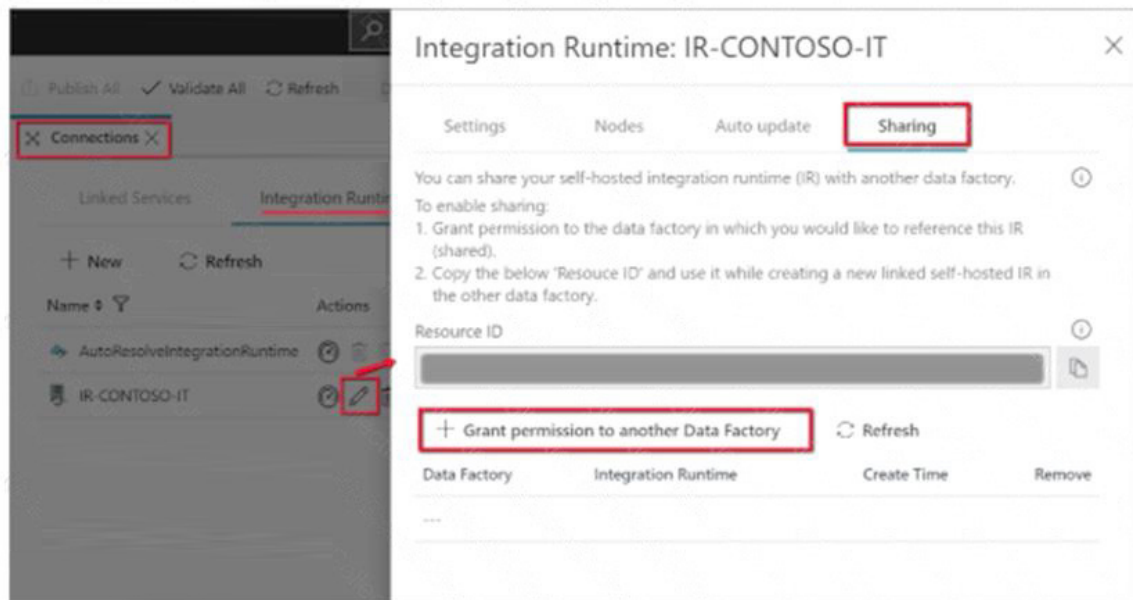 Integration Runtime: IR-CONTOSO-IT
Publish All Validate All Refresh
Connections
Settings Nodes Auto update Sharing
Linked Services Integration Runtir
You can share your self-hosted integration runtime (IR) with another data factory.
To enable sharing:
1. Grant permission to the data factory in which you would like to reference this IR
(shared).
2. Copy the below 'Resouce ID' and use it while creating a new linked self-hosted IR in
the other data factory.
+ New Refresh
Name Actions
Resource ID
AutoResolveIntegrationRuntime
IR-CONTOSO-IT
+ Grant permission to another Data Factory Refresh
Data Factory Integration Runtime Create Time Remove
---